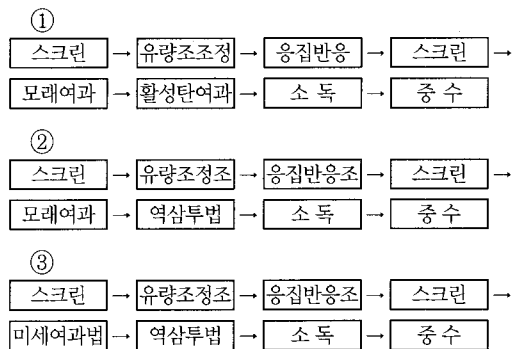 ①
스크린 → 유량조조정 → 응집반응 → 스크린 →
모래여과 → 활성탄여과 → 소 독 → 중 수
②
스크린 → 유량조정조 → 응집반응조 → 스크린 →
모래여과 → 역삼투법 → 소 독 → 중 수
③
스크린 → 유량조정조 → 응집반응조 → 스크린 →
미세여과법 → 역삼투법 → 소 독 → 중 수